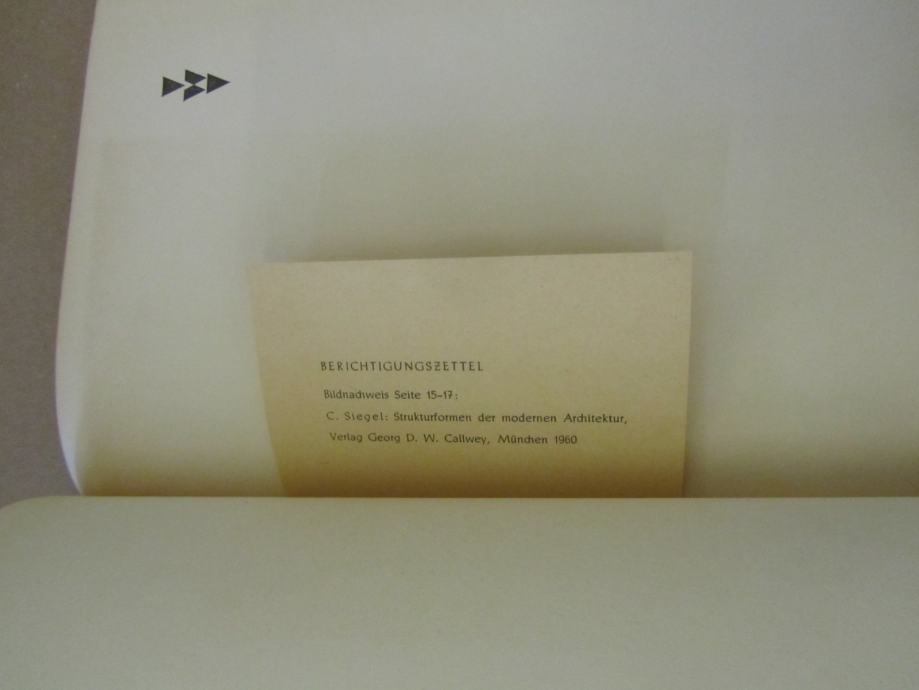 BERICHTIGUNGSZETTEL
Bildnachweis Seite 15–17:
C. Siegel: Strukturformen der modernen Architektur,
Verlag Georg D. W. Callwey, München 1960